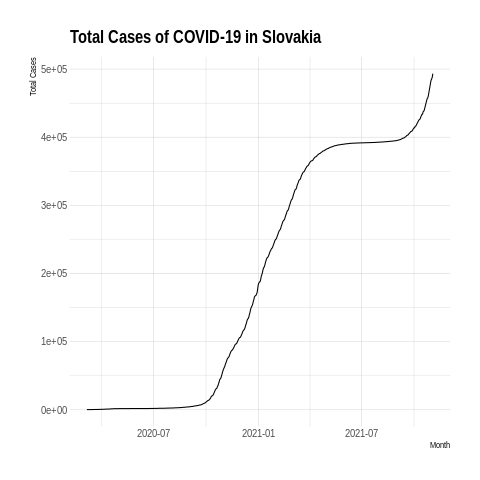 Total Cases of COVID-19 in Slovakia
Total Cases
5e+05
4e+05
3e+05
2e+05
1e+05
0e+00
2020-07 2021-01 2021-07
Month